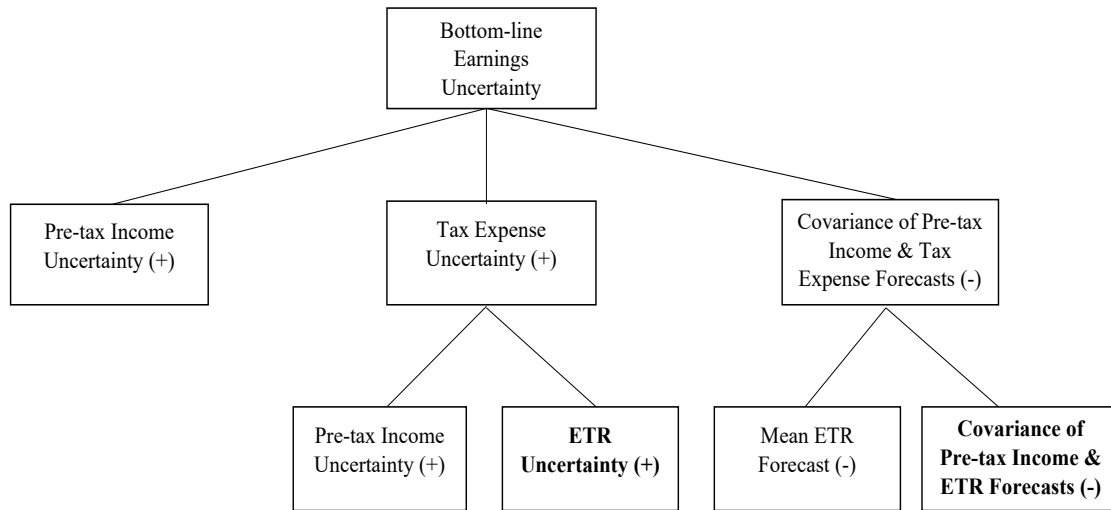 Bottom-line
Earnings
Uncertainty
Pre-tax Income
Uncertainty (+)
Tax Expense
Uncertainty (+)
Covariance of Pre-tax
Income & Tax
Expense Forecasts (-)
Pre-tax Income
Uncertainty (+)
ETR
Uncertainty (+)
Mean ETR
Forecast (-)
Covariance of
Pre-tax Income &
ETR Forecasts (-)